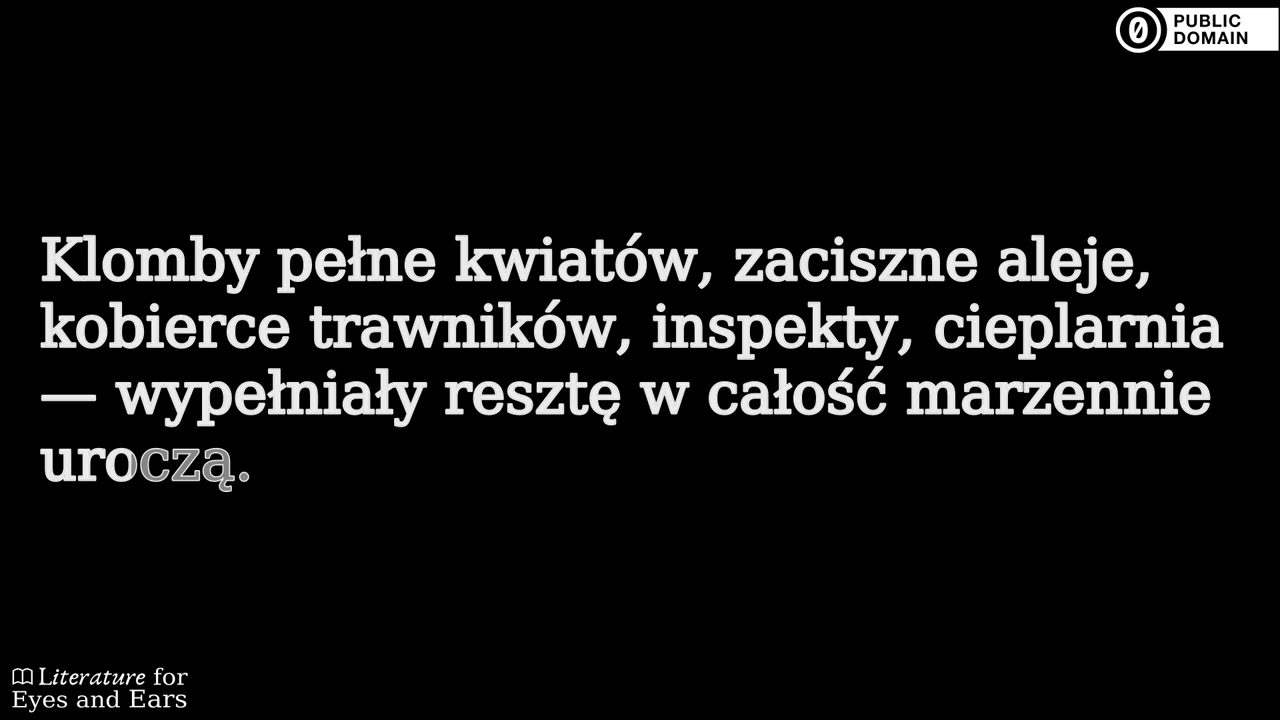 PUBLIC
DOMAIN
Klomby pełne kwiatów, zaciszne aleje,
kobierce trawników, inspekty, cieplarnia
— wypełniały resztę w całość marzennie
uroczą.
Literature for
Eyes and Ears